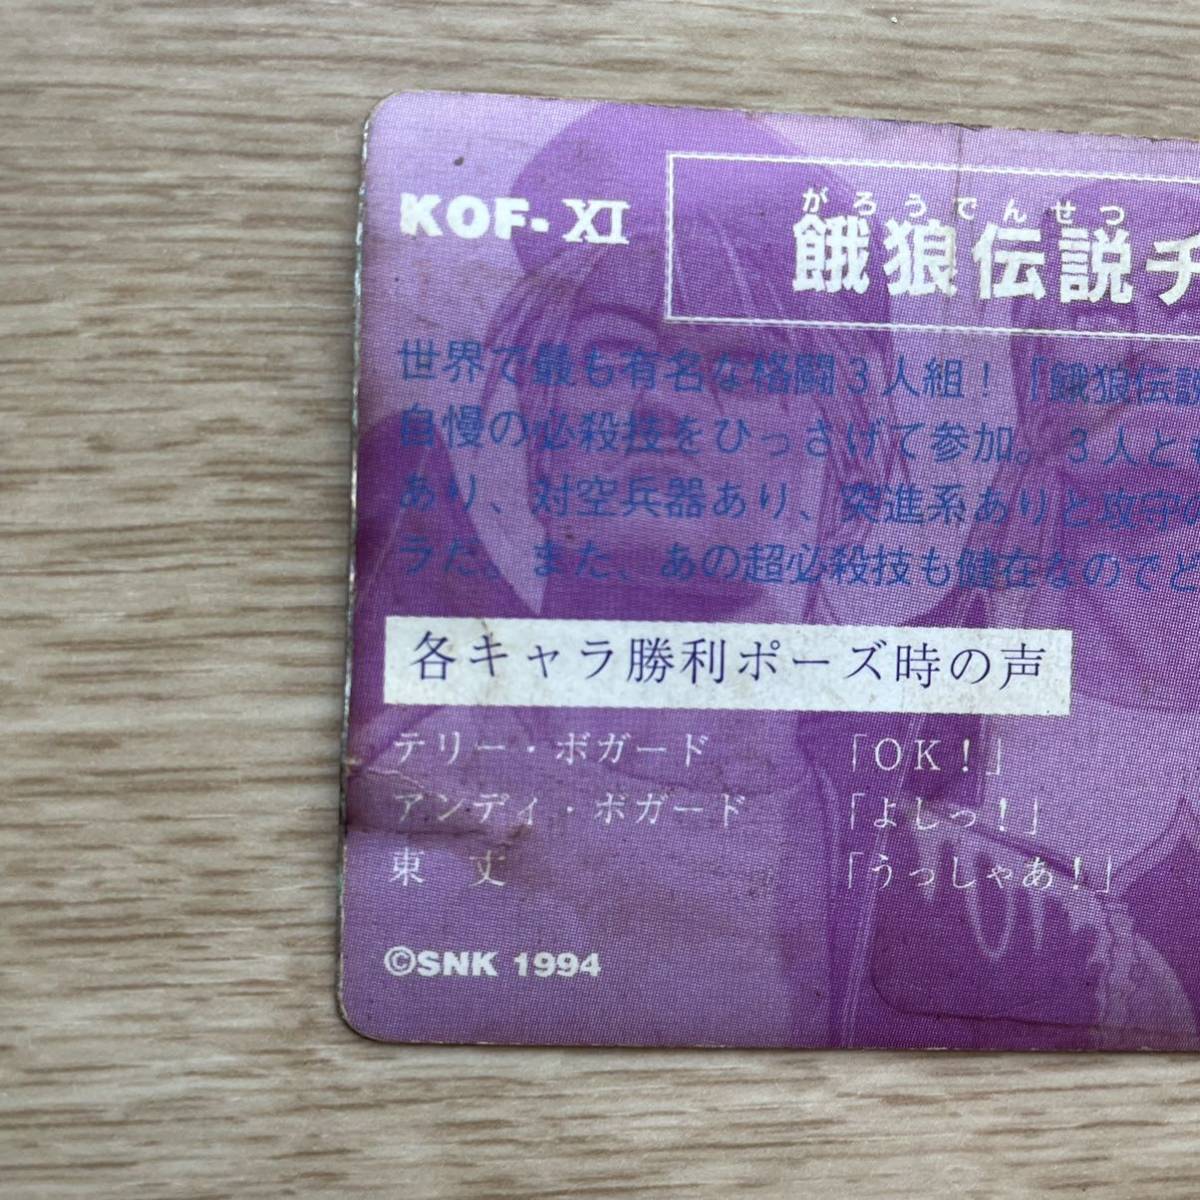 KOF-XI
がろうでんせつ
餓狼伝説チ
世界で最も有名な格闘3人組！「餓狼伝説
自慢の必殺技をひっさげて参加。3人とも
あり、対空兵器あり、突進系ありと攻守の
ラだ。また、あの超必殺技も健在なのでと
各キャラ勝利ポーズ時の声
テリー・ボガード 「OK！」
アンディ・ボガード 「よしっ！」
東 丈 「うっしゃあ！」
©SNK 1994